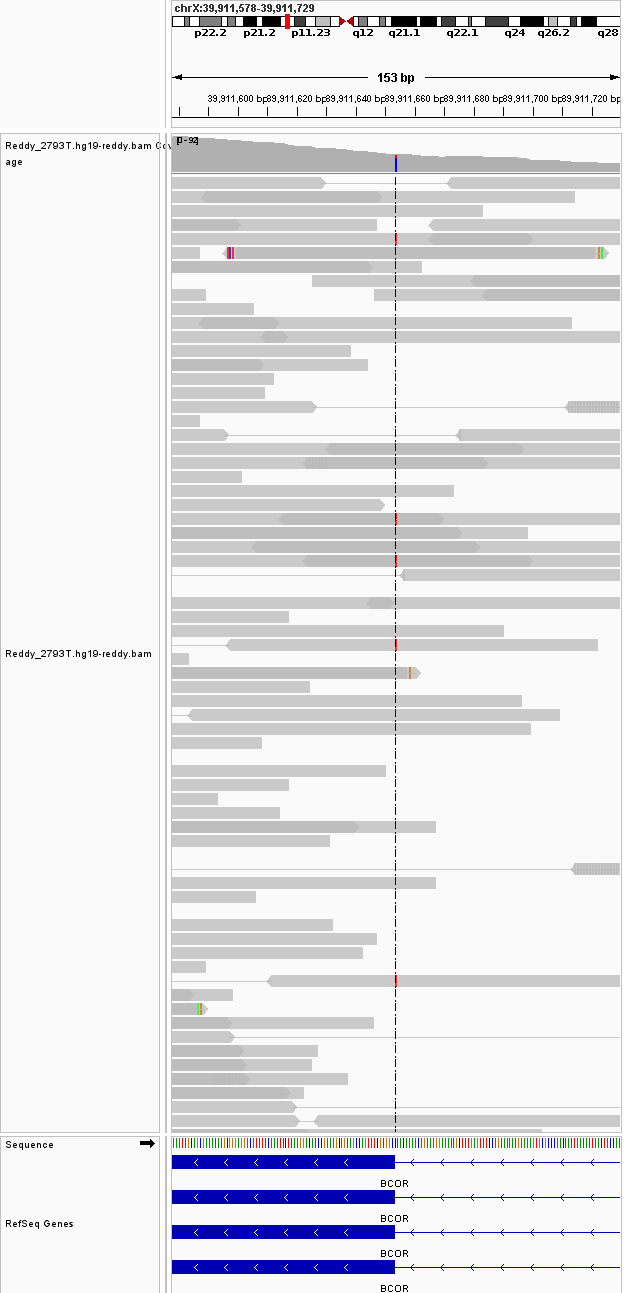 chrX:39,911,578-39,911,729
p22.2 p21.2 p11.23 q12 q21.1 q22.1 q24 q26.2 q28
153 bp
39,911,600 bp 39,911,620 bp 39,911,640 bp 39,911,660 bp 39,911,680 bp 39,911,700 bp 39,911,720 bp
Reddy_2793T.hg19-reddy.bam Cov
age
[0-92]
Reddy_2793T.hg19-reddy.bam
Sequence
BCOR
BCOR
RefSeq Genes
BCOR
BCOR